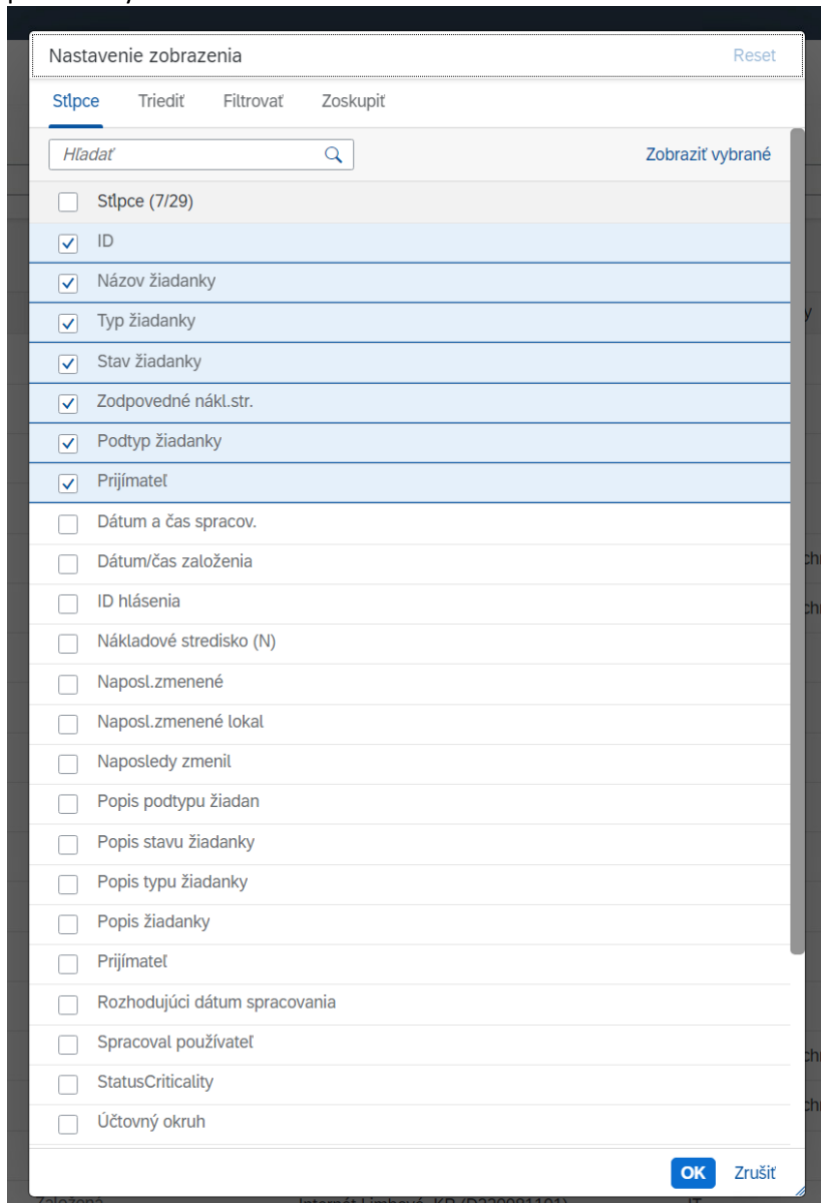 Nastavenie zobrazenia Reset
Stĺpce Triediť Filtrovať Zoskupiť
Hľadať Zobraziť vybrané
Stĺpce (7/29)
ID
Názov žiadanky
Typ žiadanky
Stav žiadanky
Zodpovedné nákl.str.
Podtyp žiadanky
Prijímateľ
Dátum a čas spracov.
Dátum/čas založenia
ID hlásenia
Nákladové stredisko (N)
Naposl.zmenené
Naposl.zmenené lokal
Naposledy zmenil
Popis podtypu žiadan
Popis stavu žiadanky
Popis typu žiadanky
Popis žiadanky
Prijímateľ
Rozhodujúci dátum spracovania
Spracoval používateľ
StatusCriticality
Účtovný okruh
OK Zrušiť